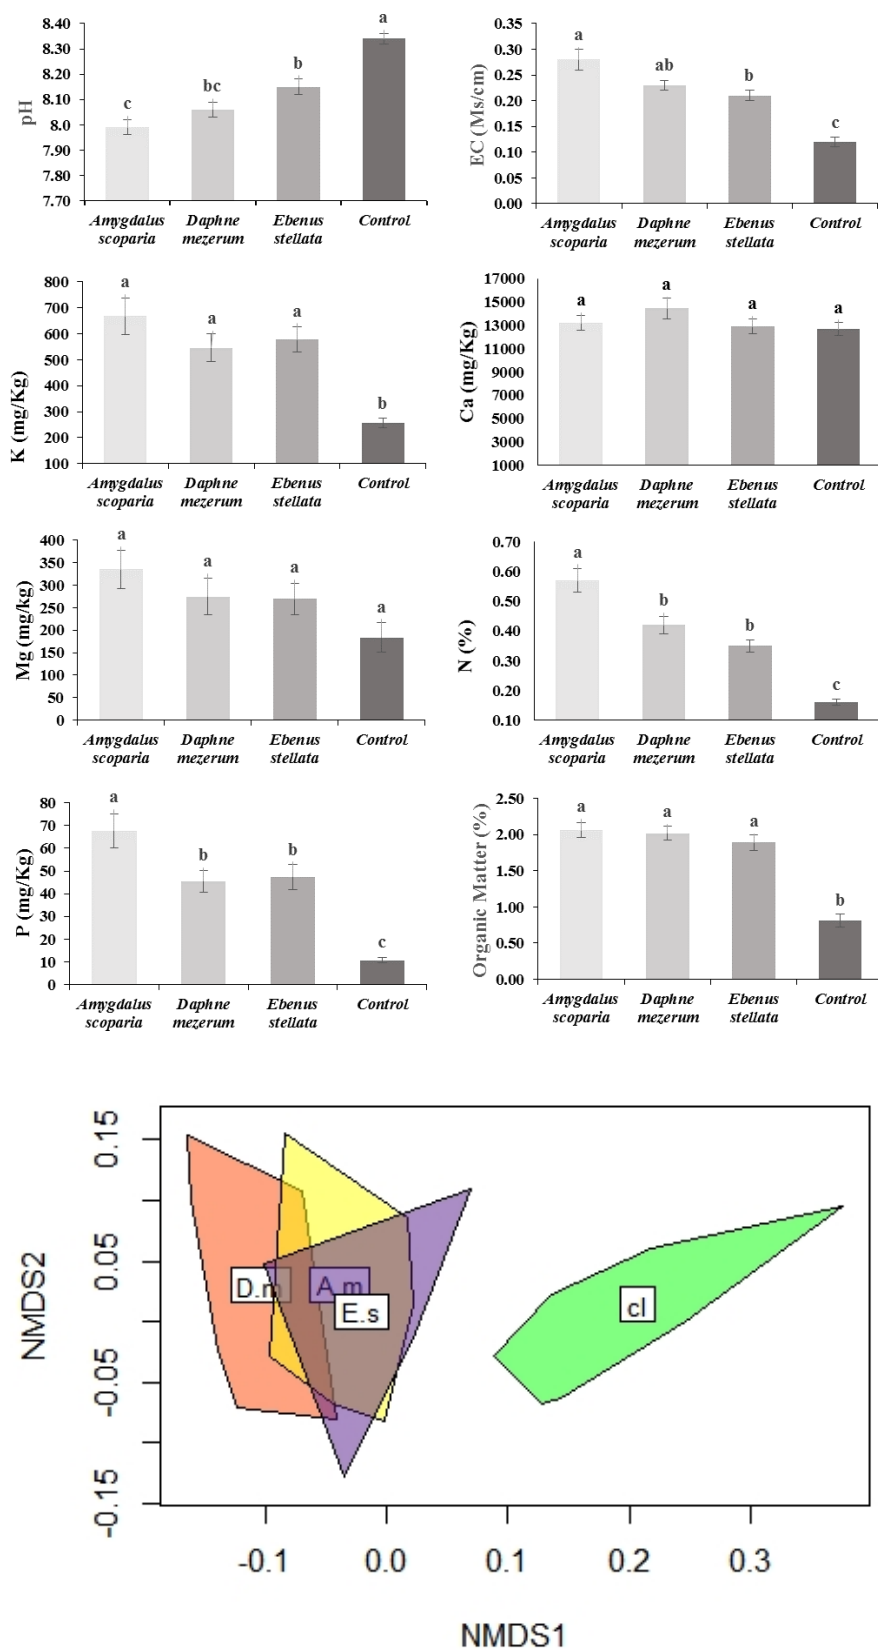 pH
8.40
8.30
8.20
8.10
8.0
7.90
7.80
7.70
c
bc
b
a
Amygdalus scoparia
Daphne mezerum
Ebenus stellata
Control
EC (Ms/cm)
0.35
0.30
0.25
0.20
0.15
0.10
0.05
0.00
a
ab
b
c
Amygdalus scoparia
Daphne mezerum
Ebenus stellata
Control
K (mg/Kg)
800
700
600
500
400
300
200
100
a
a
a
b
Amygdalus scoparia
Daphne mezerum
Ebenus stellata
Control
Ca (mg/Kg)
17000
15000
13000
11000
9000
7000
5000
3000
1000
a
a
a
a
Amygdalus scoparia
Daphne mezerum
Ebenus stellata
Control
Mg (mg/kg)
400
350
300
250
200
150
100
50
0
a
a
a
a
Amygdalus scoparia
Daphne mezerum
Ebenus stellata
Control
N (%)
0.70
0.60
0.50
0.40
0.30
0.20
0.10
a
b
b
c
Amygdalus scoparia
Daphne mezerum
Ebenus stellata
Control
P (mg/Kg)
80
70
60
50
40
30
20
10
0
a
b
b
c
Amygdalus scoparia
Daphne mezerum
Ebenus stellata
Control
Organic Matter (%)
2.50
2.00
1.50
1.00
0.50
0.00
a
a
a
b
Amygdalus scoparia
Daphne mezerum
Ebenus stellata
Control
NMDS2
0.15
0.05
-0.05
-0.15
D.m
A.m
E.s
cl
-0.1
0.0
0.1
0.2
0.3
NMDS1